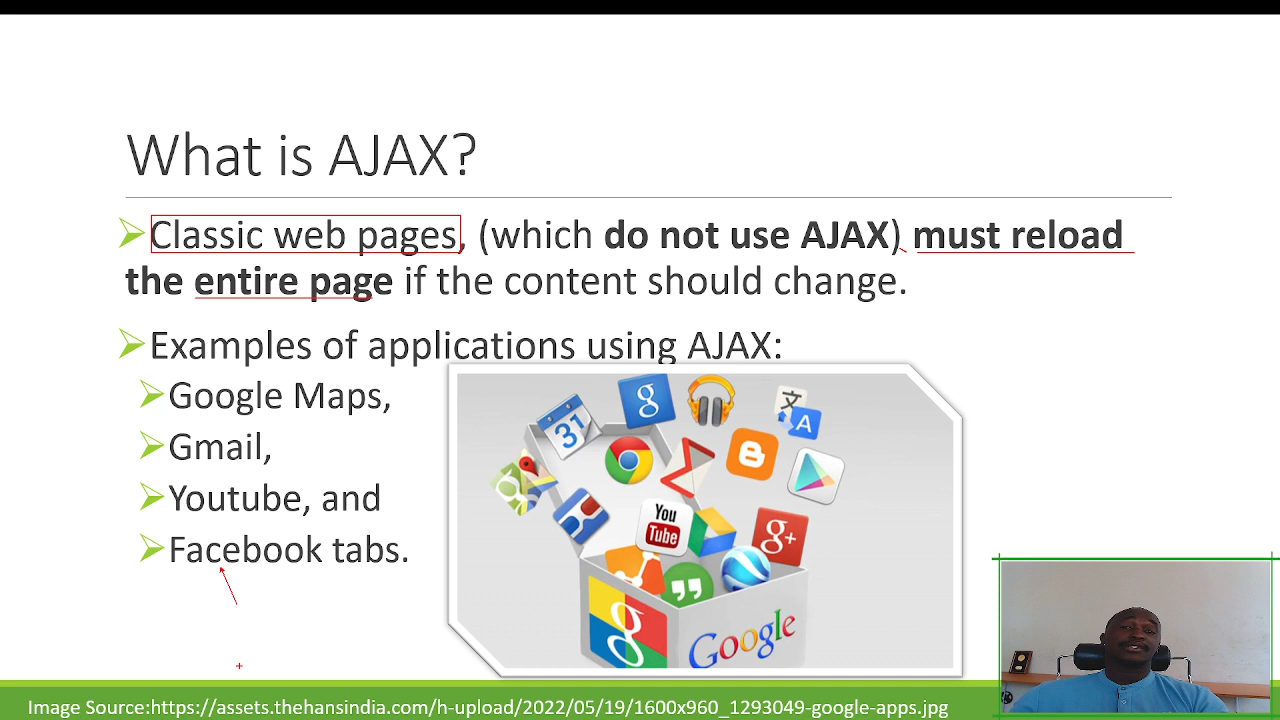 What is AJAX?
Classic web pages, (which do not use AJAX) must reload
the entire page if the content should change.
Examples of applications using AJAX:
Google Maps,
Gmail,
Youtube, and
Facebook tabs.
31
g
文
A
You
Tube
g+
g
Google
Image Source:https://assets.thehansindia.com/h-upload/2022/05/19/1600x960_1293049-google-apps.jpg